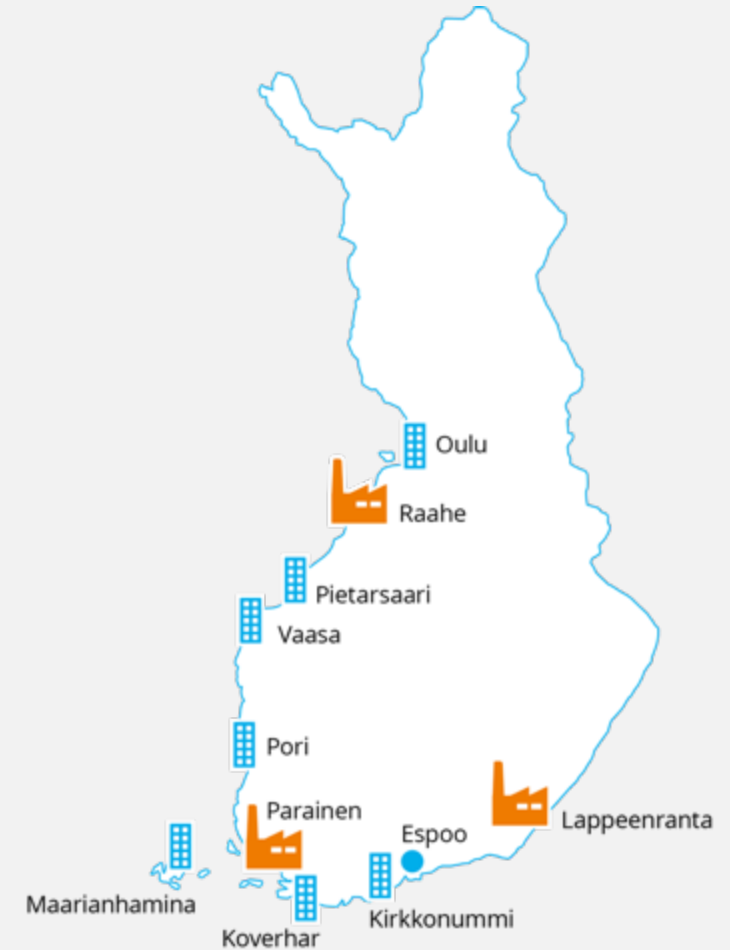 Oulu
Raahe
Pietarsaari
Vaasa
Pori
Parainen
Lappeenranta
Espoo
Maarianhamina
Kirkkonummi
Koverhar